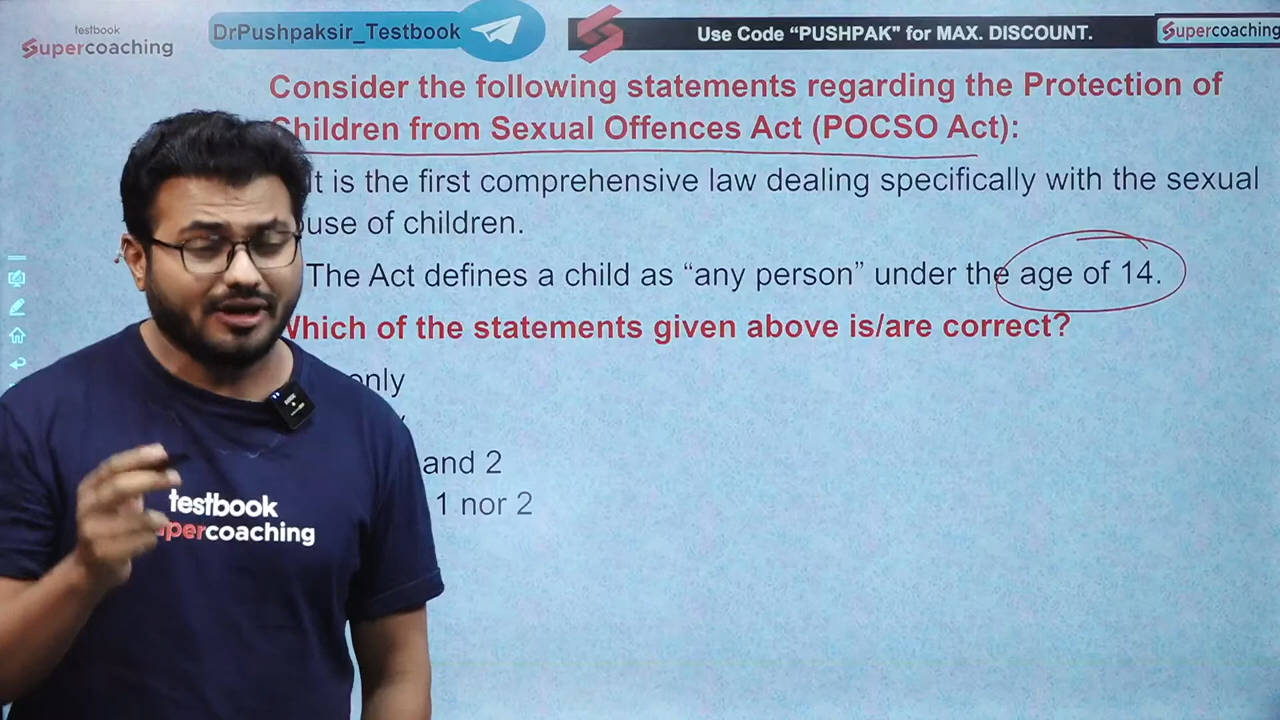 testbook
Supercoaching
DrPushpaksir_Testbook
Use Code “PUSHPAK" for MAX. DISCOUNT.
Supercoaching
Consider the following statements regarding the Protection of
Children from Sexual Offences Act (POCSO Act):
It is the first comprehensive law dealing specifically with the sexual
of children.
The Act defines a child as “any person” under the age of 14.
Which of the statements given above is/are correct?
only
and 2
1 nor 2
testbook
coaching